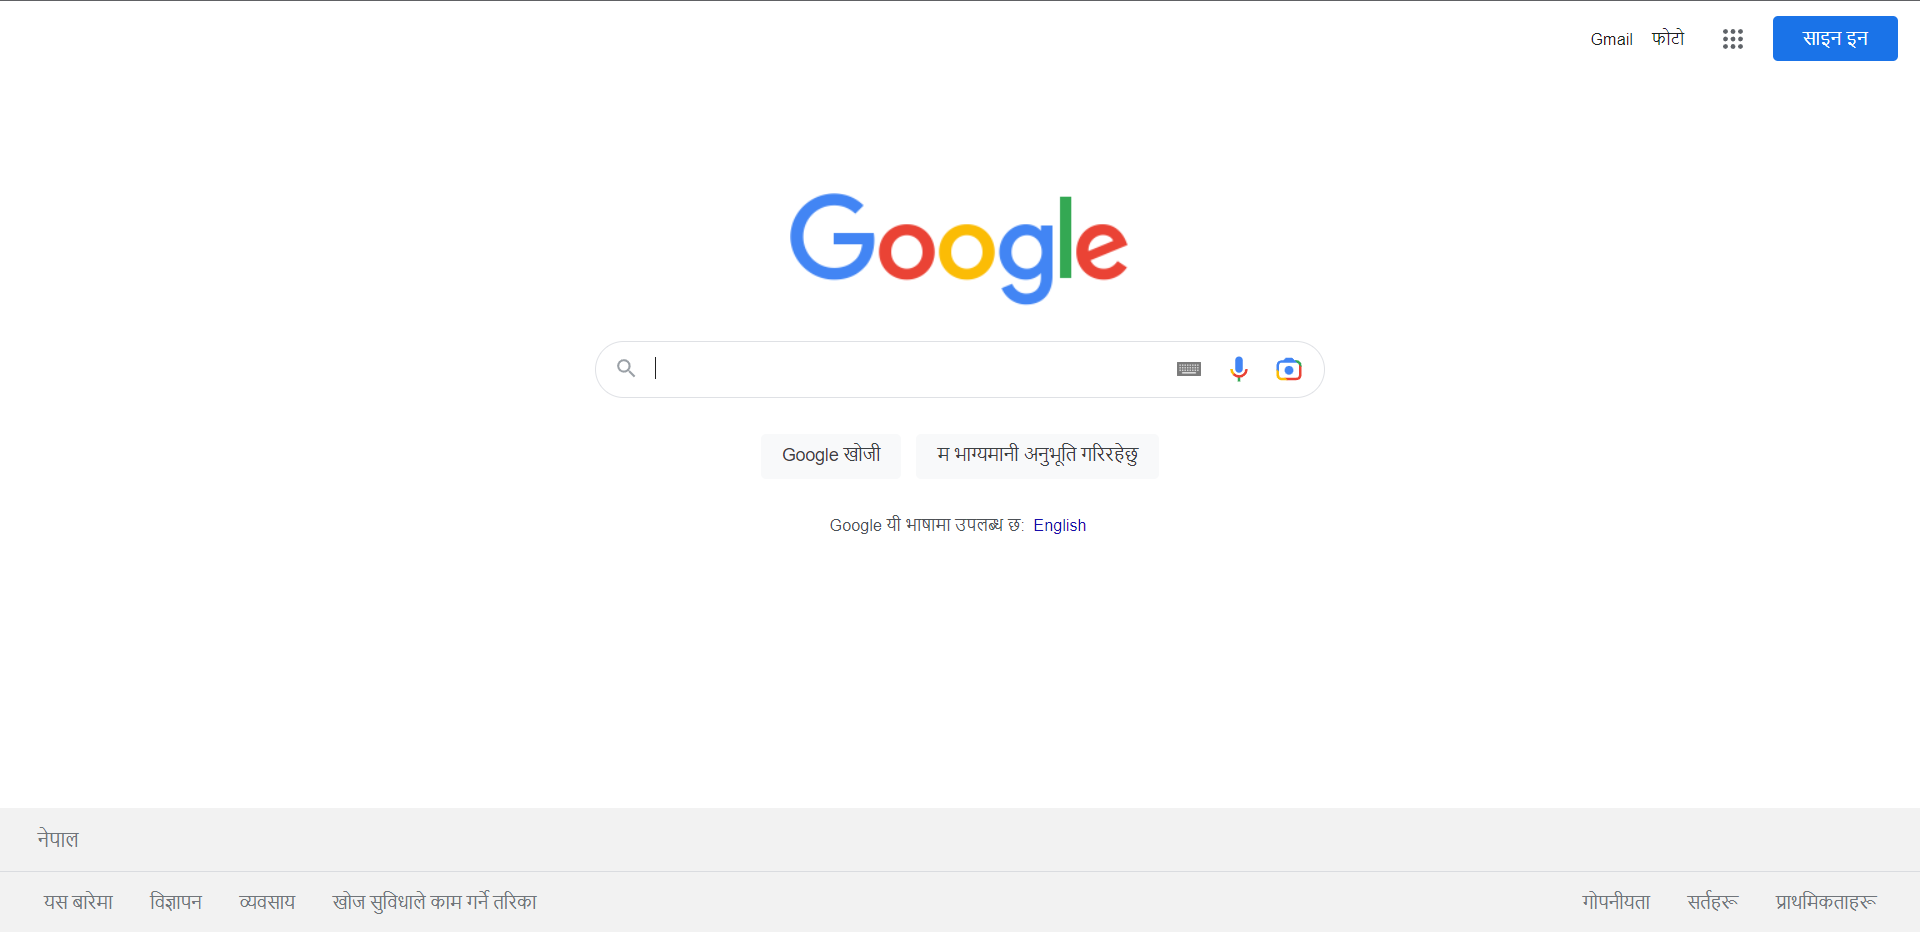 Gmail फोटो साइन इन
Google
Google खोजी म भाग्यमानी अनुभूति गरिरहेछु
Google यी भाषामा उपलब्ध छ: English
नेपाल
यस बारेमा विज्ञापन व्यवसाय खोज सुविधाले काम गर्ने तरिका गोपनीयता सर्तहरू प्राथमिकताहरू